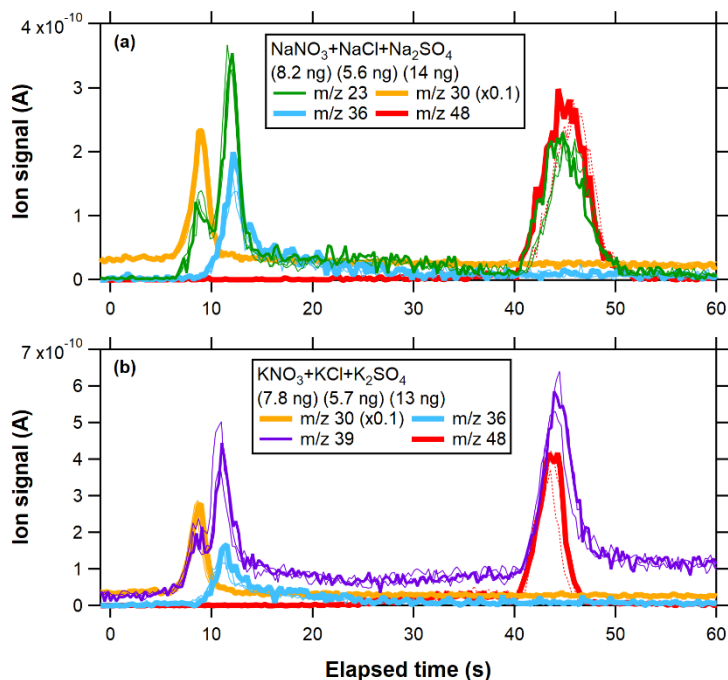 4 x10⁻¹⁰
(a)
NaNO₃+NaCl+Na₂SO₄
(8.2 ng) (5.6 ng) (14 ng)
m/z 23 m/z 30 (x0.1)
m/z 36 m/z 48
3
2
1
0
Ion signal (A)
0 10 20 30 40 50 60
7 x10⁻¹⁰
(b)
KNO₃+KCl+K₂SO₄
(7.8 ng) (5.7 ng) (13 ng)
m/z 30 (x0.1) m/z 36
m/z 39 m/z 48
6
5
4
3
2
1
0
Ion signal (A)
0 10 20 30 40 50 60
Elapsed time (s)